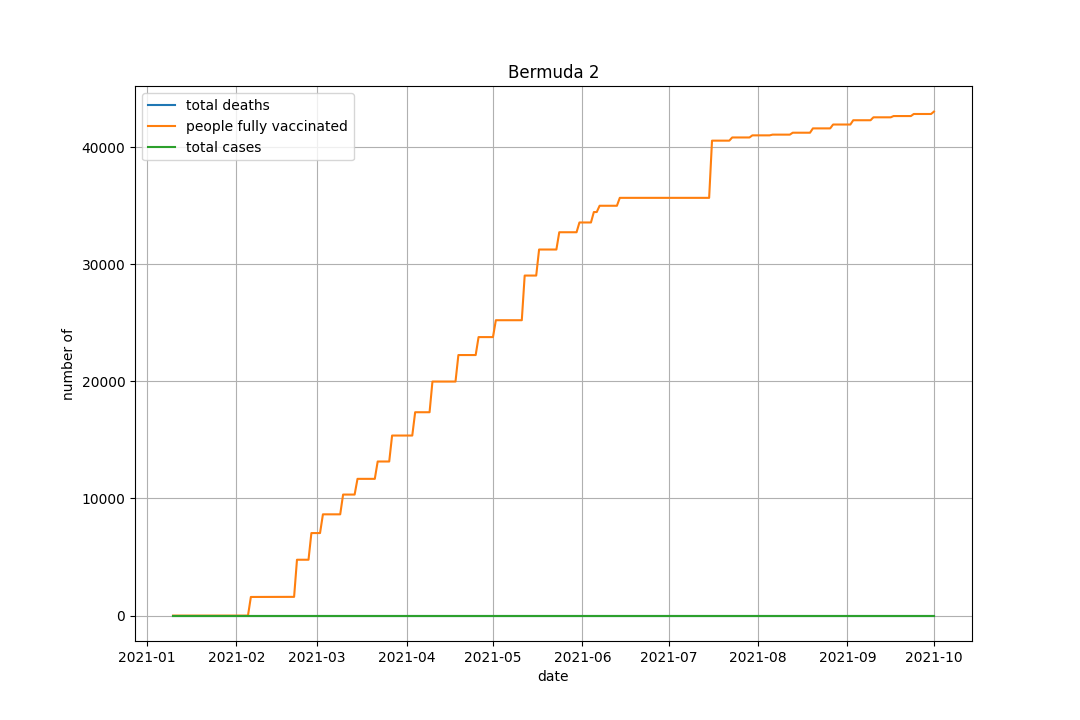 Bermuda 2
total deaths
people fully vaccinated
total cases
number of
40000
30000
20000
10000
0
2021-01 2021-02 2021-03 2021-04 2021-05 2021-06 2021-07 2021-08 2021-09 2021-10
date